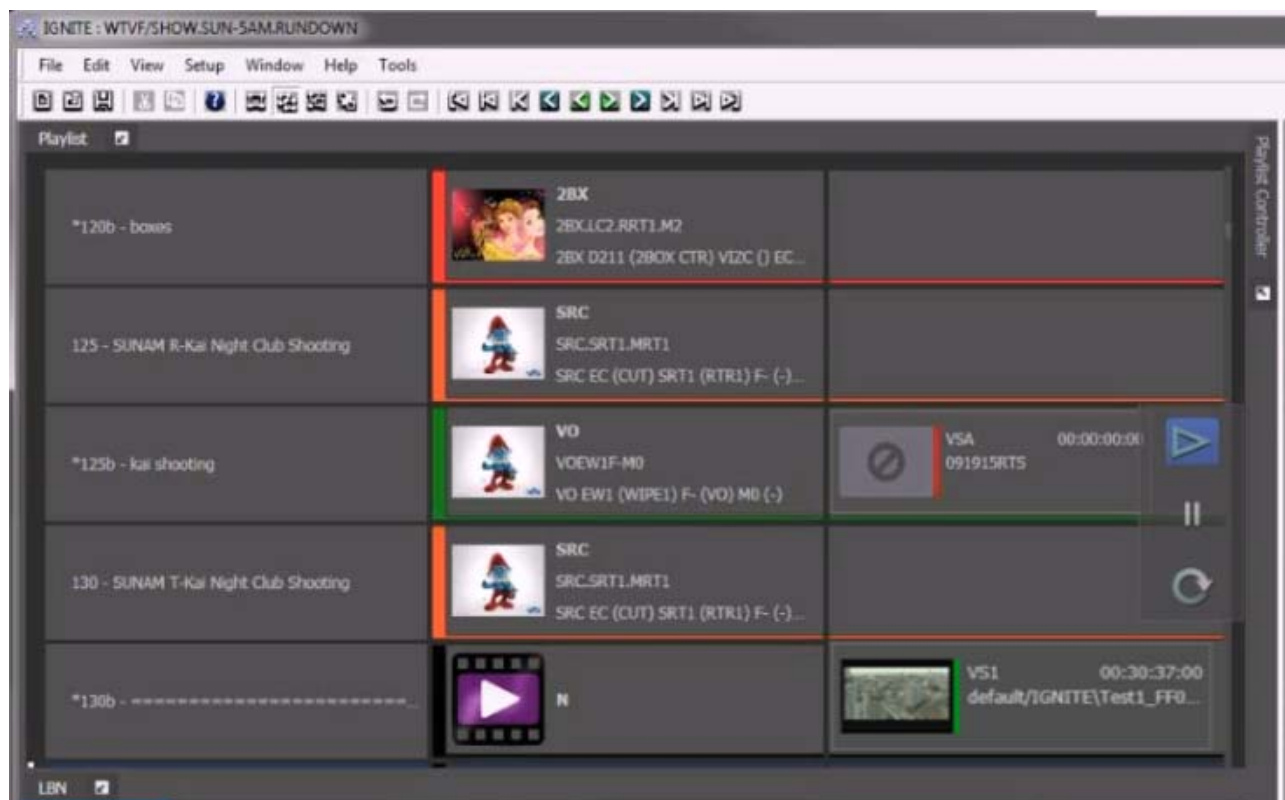 IGNITE : WTVF/SHOW.SUN-5AM.RUNDOWN
File Edit View Setup Window Help Tools
Playlist
Playlist Controller
*120b - boxes
2BX
2BX.LC2.RRT1.M2
2BX D211 (2BOX CTR) VIZC () EC...
125 - SUNAM R-Kai Night Club Shooting
SRC
SRC.SRT1.MRT1
SRC EC (CUT) SRT1 (RTR1) F- (-)...
*125b - kai shooting
VO
VOEW1F-M0
VO EW1 (WIPE1) F- (VO) M0 (-)
VSA 00:00:00:00
091915RTS
130 - SUNAM T-Kai Night Club Shooting
SRC
SRC.SRT1.MRT1
SRC EC (CUT) SRT1 (RTR1) F- (-)...
*130b - ========================...
N
VS1 00:30:37:00
default/IGNITE\Test1_FF0...
LBN